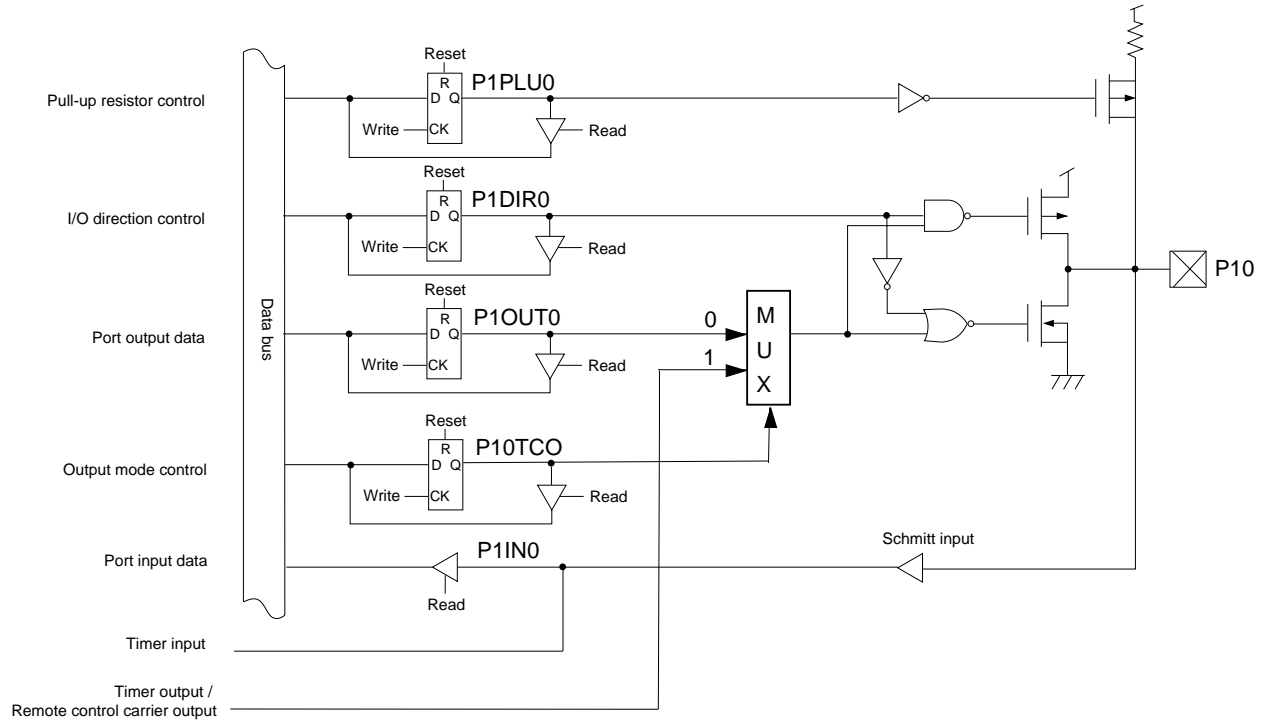 Reset
Pull-up resistor control
R
D Q
CK
Write
P1PLU0
Read
Reset
I/O direction control
R
D Q
CK
Write
P1DIR0
Read
P10
Data bus
Reset
Port output data
R
D Q
CK
Write
P1OUT0
Read
0
1
M
U
X
Reset
Output mode control
R
D Q
CK
Write
P10TCO
Read
Port input data
P1IN0
Read
Schmitt input
Timer input
Timer output /
Remote control carrier output